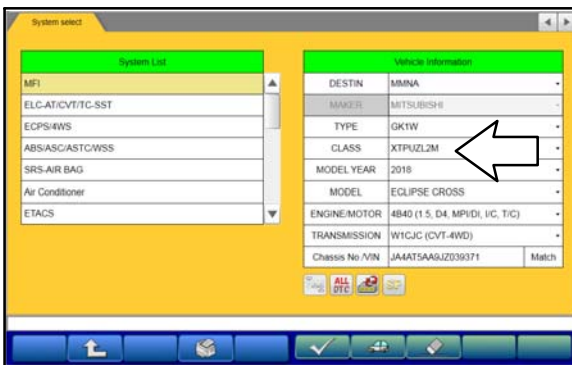 System select
System List
MFI
ELC-AT/CVT/TC-SST
ECPS/4WS
ABS/ASC/ASTC/WSS
SRS-AIR BAG
Air Conditioner
ETACS
Vehicle Information
DESTIN MMNA
MAKER MITSUBISHI
TYPE GK1W
CLASS XTPUZL2M
MODEL YEAR 2018
MODEL ECLIPSE CROSS
ENGINE/MOTOR 4B40 (1.5, D4, MPI/DI, I/C, T/C)
TRANSMISSION W1CJC (CVT-4WD)
Chassis No./VIN JA4AT5AA9JZ039371 Match
ALL
DTC